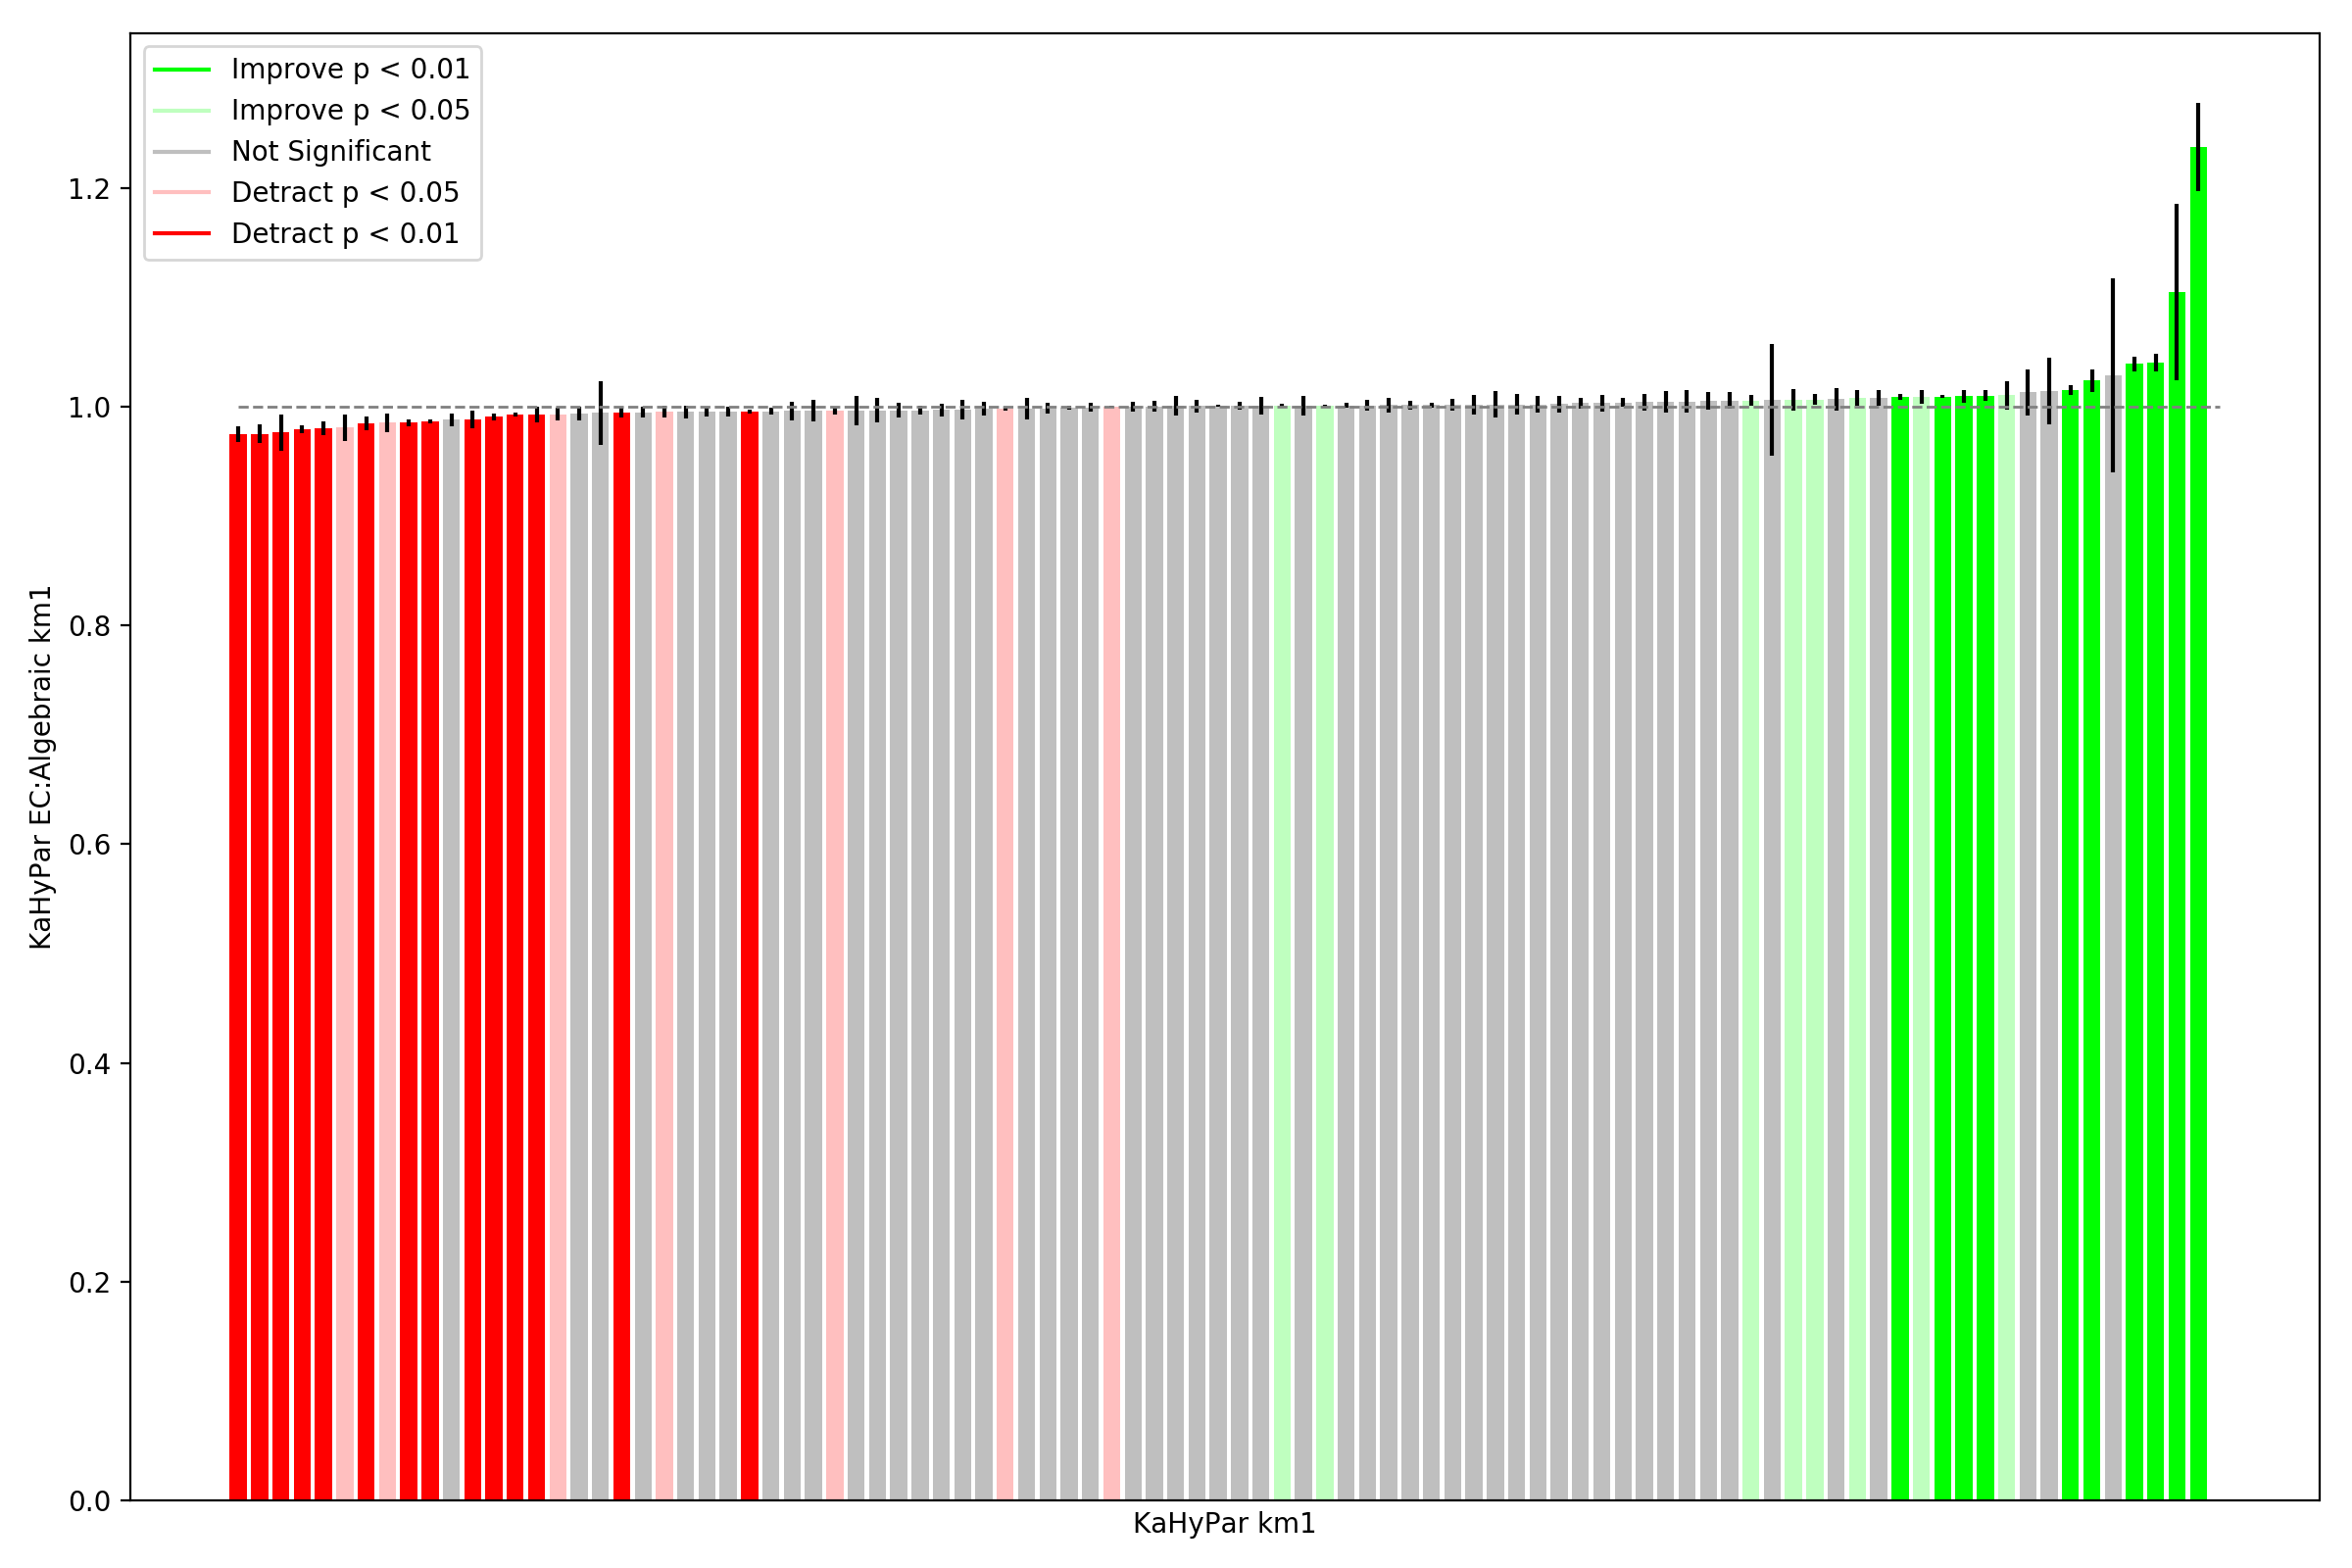 Improve p < 0.01
Improve p < 0.05
Not Significant
Detract p < 0.05
Detract p < 0.01
1.2
1.0
0.8
0.6
0.4
0.2
0.0
KaHyPar EC:Algebraic km1
KaHyPar km1